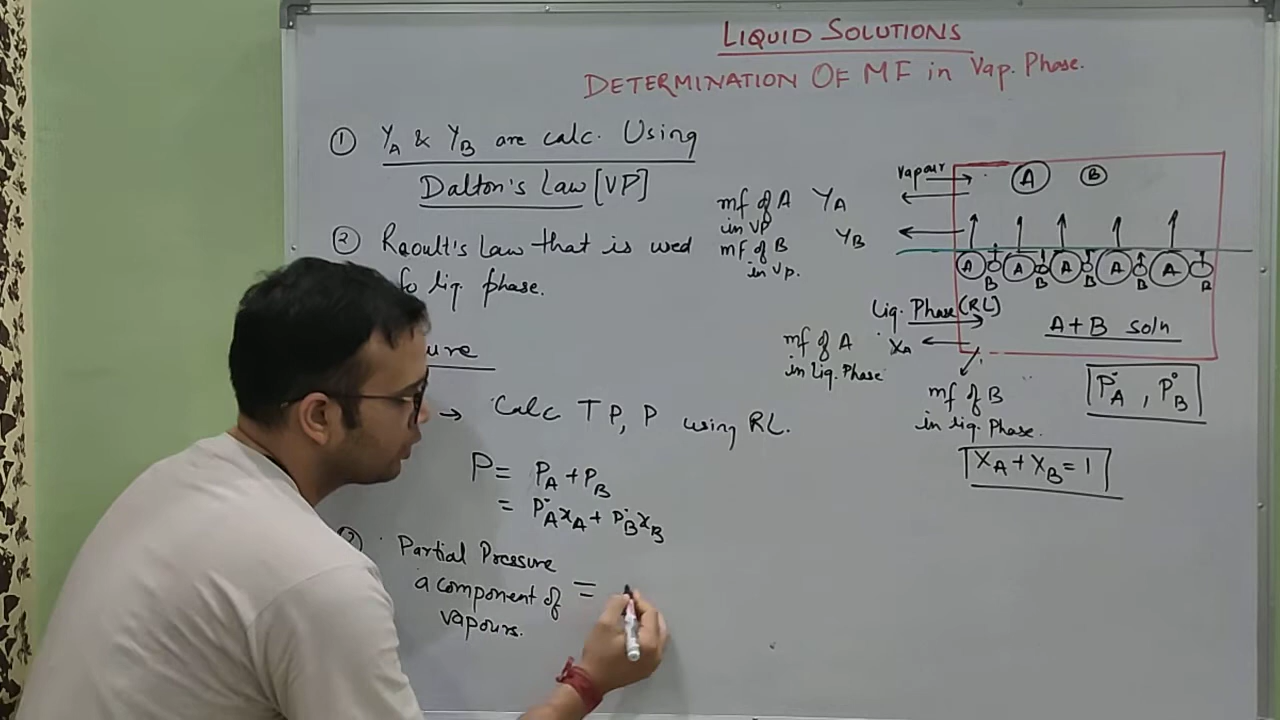 LIQUID SOLUTIONS
DETERMINATION OF MF in Vap. Phase.
① YA & YB are calc. Using
Dalton's Law [VP]
② Raoult's Law that is used
fo liq. phase.
ure
→ Calc T P, P using RL.
P = PA + PB
= P°A xA + P°B xB
Partial Pressure
a component of =
vapours.
Vapour
A B
mf of A YA
in VP
mf of B YB
in Vp.
A A A A A
B B B B B
Liq. Phase (RL)
A+B soln
mf of A XA
in Liq. Phase
mf of B
in liq. Phase.
P°A , P°B
XA + XB = 1